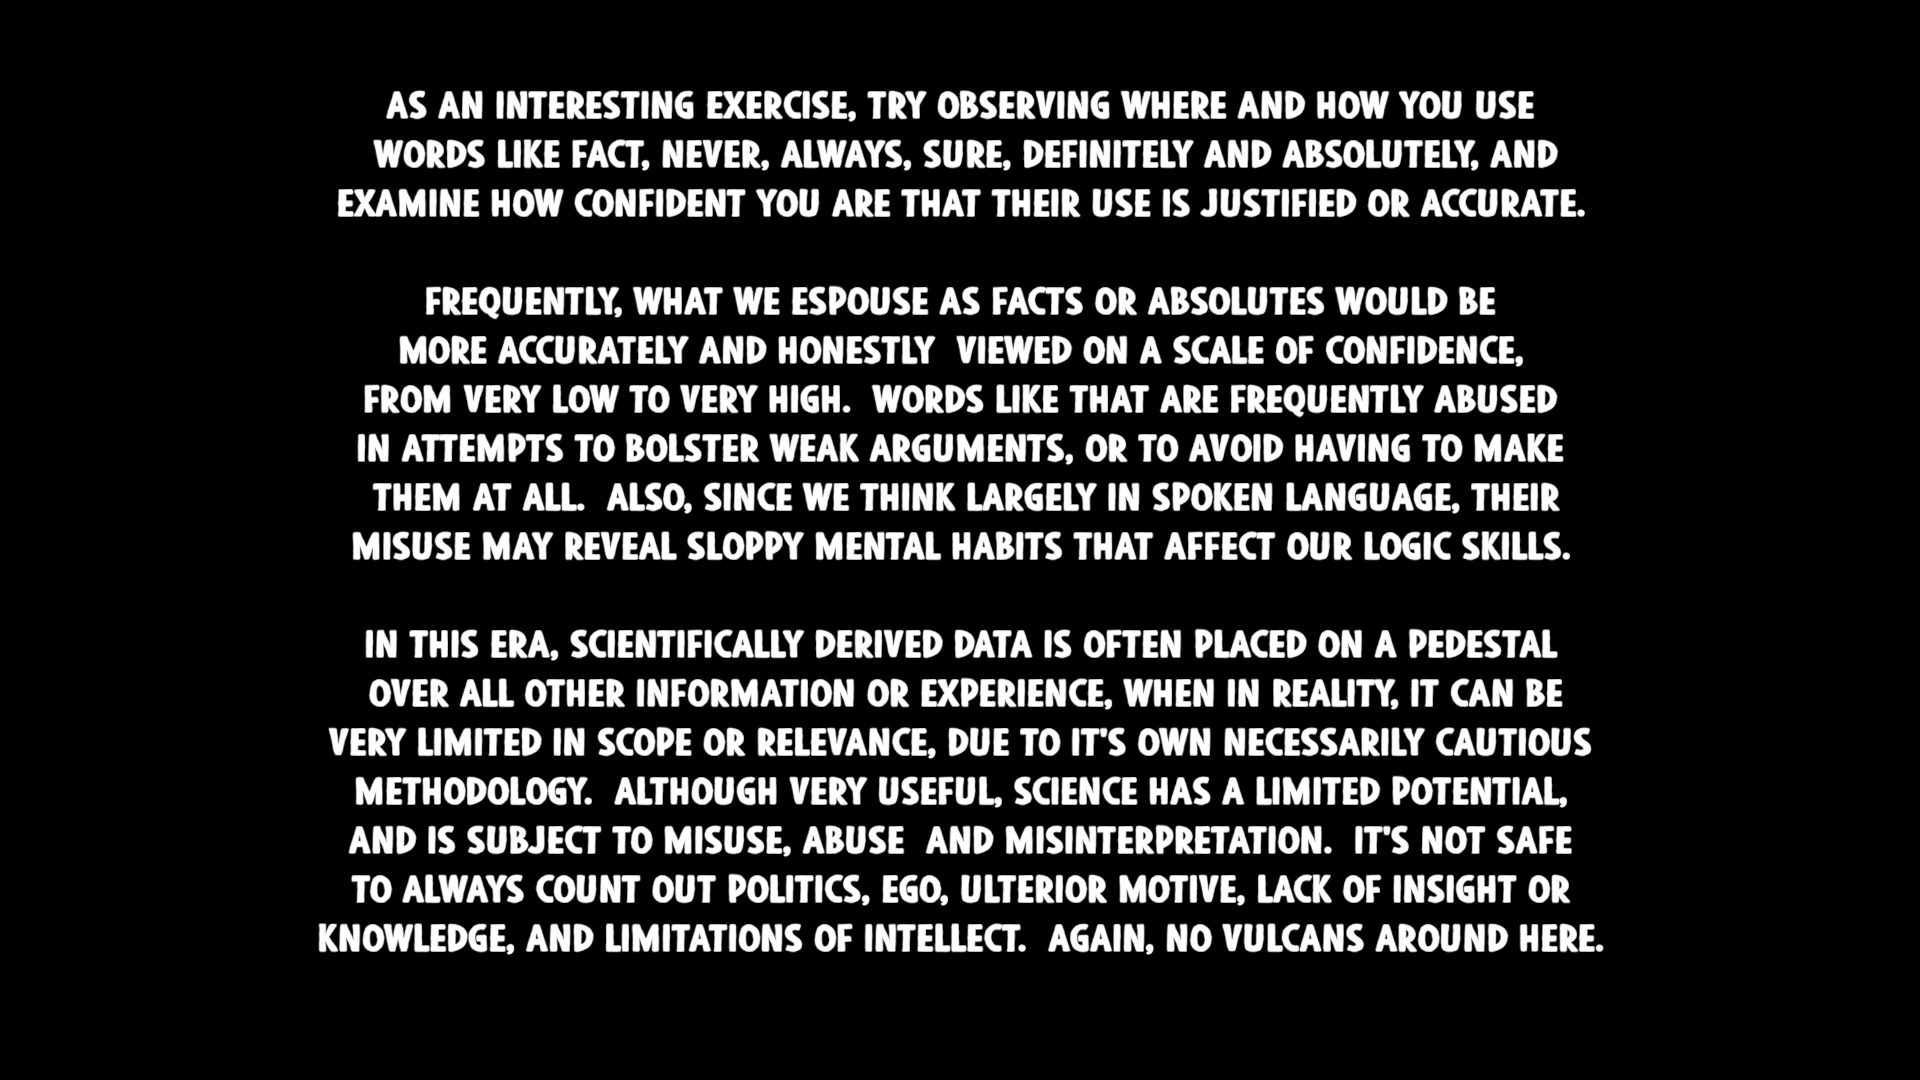 AS AN INTERESTING EXERCISE, TRY OBSERVING WHERE AND HOW YOU USE
WORDS LIKE FACT, NEVER, ALWAYS, SURE, DEFINITELY AND ABSOLUTELY, AND
EXAMINE HOW CONFIDENT YOU ARE THAT THEIR USE IS JUSTIFIED OR ACCURATE.
FREQUENTLY, WHAT WE ESPOUSE AS FACTS OR ABSOLUTES WOULD BE
MORE ACCURATELY AND HONESTLY  VIEWED ON A SCALE OF CONFIDENCE,
FROM VERY LOW TO VERY HIGH.  WORDS LIKE THAT ARE FREQUENTLY ABUSED
IN ATTEMPTS TO BOLSTER WEAK ARGUMENTS, OR TO AVOID HAVING TO MAKE
THEM AT ALL.  ALSO, SINCE WE THINK LARGELY IN SPOKEN LANGUAGE, THEIR
MISUSE MAY REVEAL SLOPPY MENTAL HABITS THAT AFFECT OUR LOGIC SKILLS.
IN THIS ERA, SCIENTIFICALLY DERIVED DATA IS OFTEN PLACED ON A PEDESTAL
OVER ALL OTHER INFORMATION OR EXPERIENCE, WHEN IN REALITY, IT CAN BE
VERY LIMITED IN SCOPE OR RELEVANCE, DUE TO IT'S OWN NECESSARILY CAUTIOUS
METHODOLOGY.  ALTHOUGH VERY USEFUL, SCIENCE HAS A LIMITED POTENTIAL,
AND IS SUBJECT TO MISUSE, ABUSE  AND MISINTERPRETATION.  IT'S NOT SAFE
TO ALWAYS COUNT OUT POLITICS, EGO, ULTERIOR MOTIVE, LACK OF INSIGHT OR
KNOWLEDGE, AND LIMITATIONS OF INTELLECT.  AGAIN, NO VULCANS AROUND HERE.